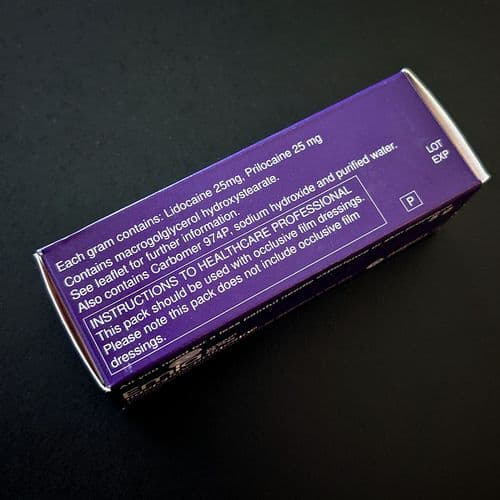 Each gram contains: Lidocaine 25mg, Prilocaine 25 mg
Contains macrogolglycerol hydroxystearate.
See leaflet for further information.
Also contains Carbomer 974P, sodium hydroxide and purified water.
INSTRUCTIONS TO HEALTHCARE PROFESSIONAL
This pack should be used with occlusive film dressings.
Please note this pack does not include occlusive film
dressings.
P
LOT
EXP